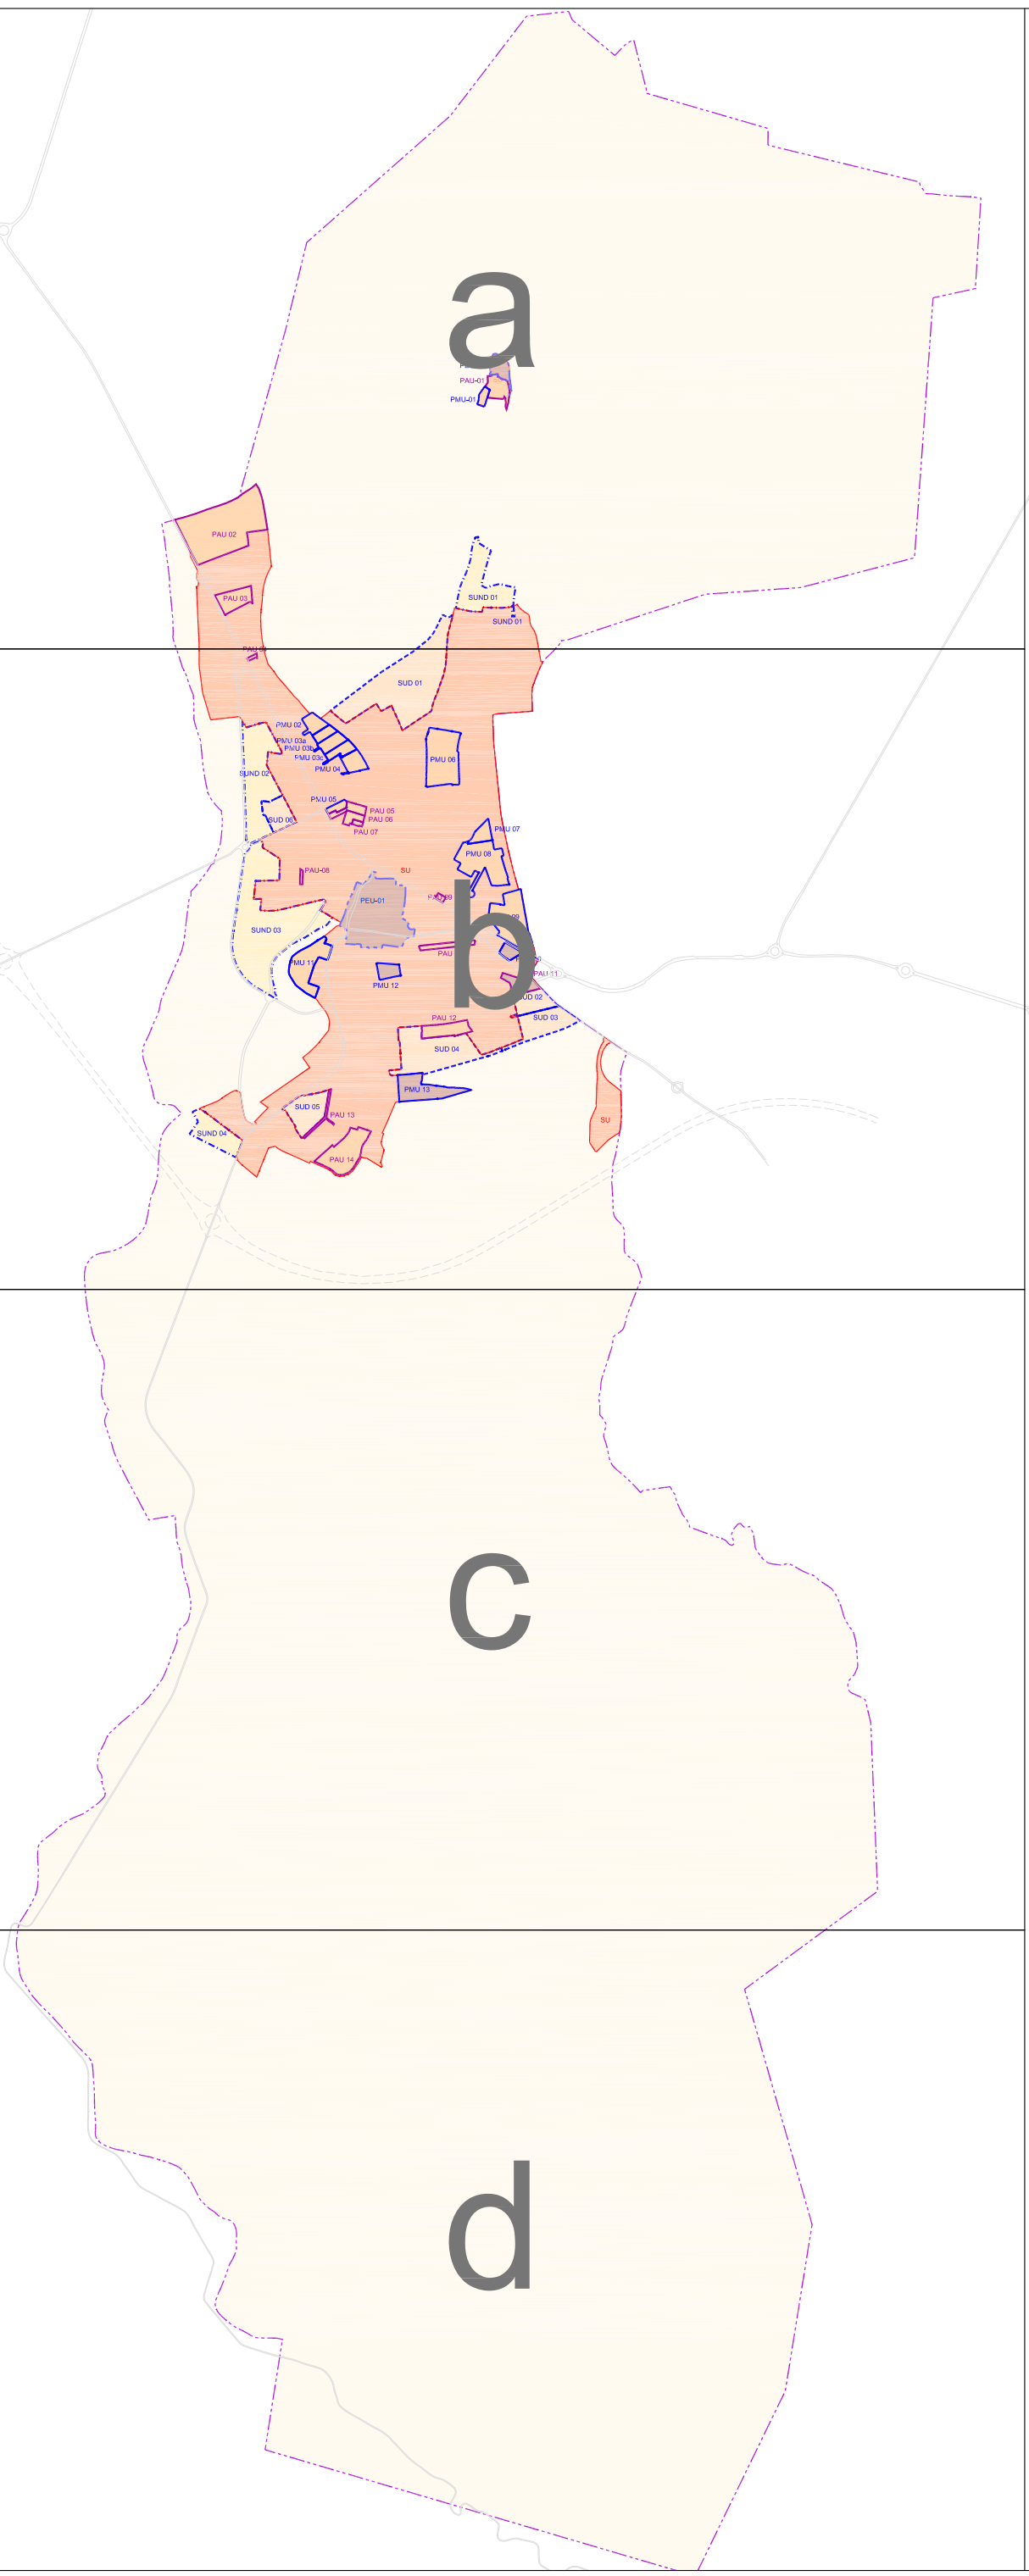 a
PAU-01
PMU-01
PAU 02
PAU 03
SUND 01
SUND 01
SUD 01
PMU 02
PMU 03a
PMU 03b
PMU 03c
PMU 04
PMU 06
SUND 02
PMU 05
PAU 05
PAU 06
SUD 06
PAU 07
PMU 07
PMU 08
PAU-08
SU
PEU-01
b
SUND 03
PMU 11
PAU
PAU 11
PMU 12
SUD 02
SUD 03
PAU 12
SUD 04
PMU 13
SUD 05
PAU 13
SU
SUND 04
PAU 14
c
d